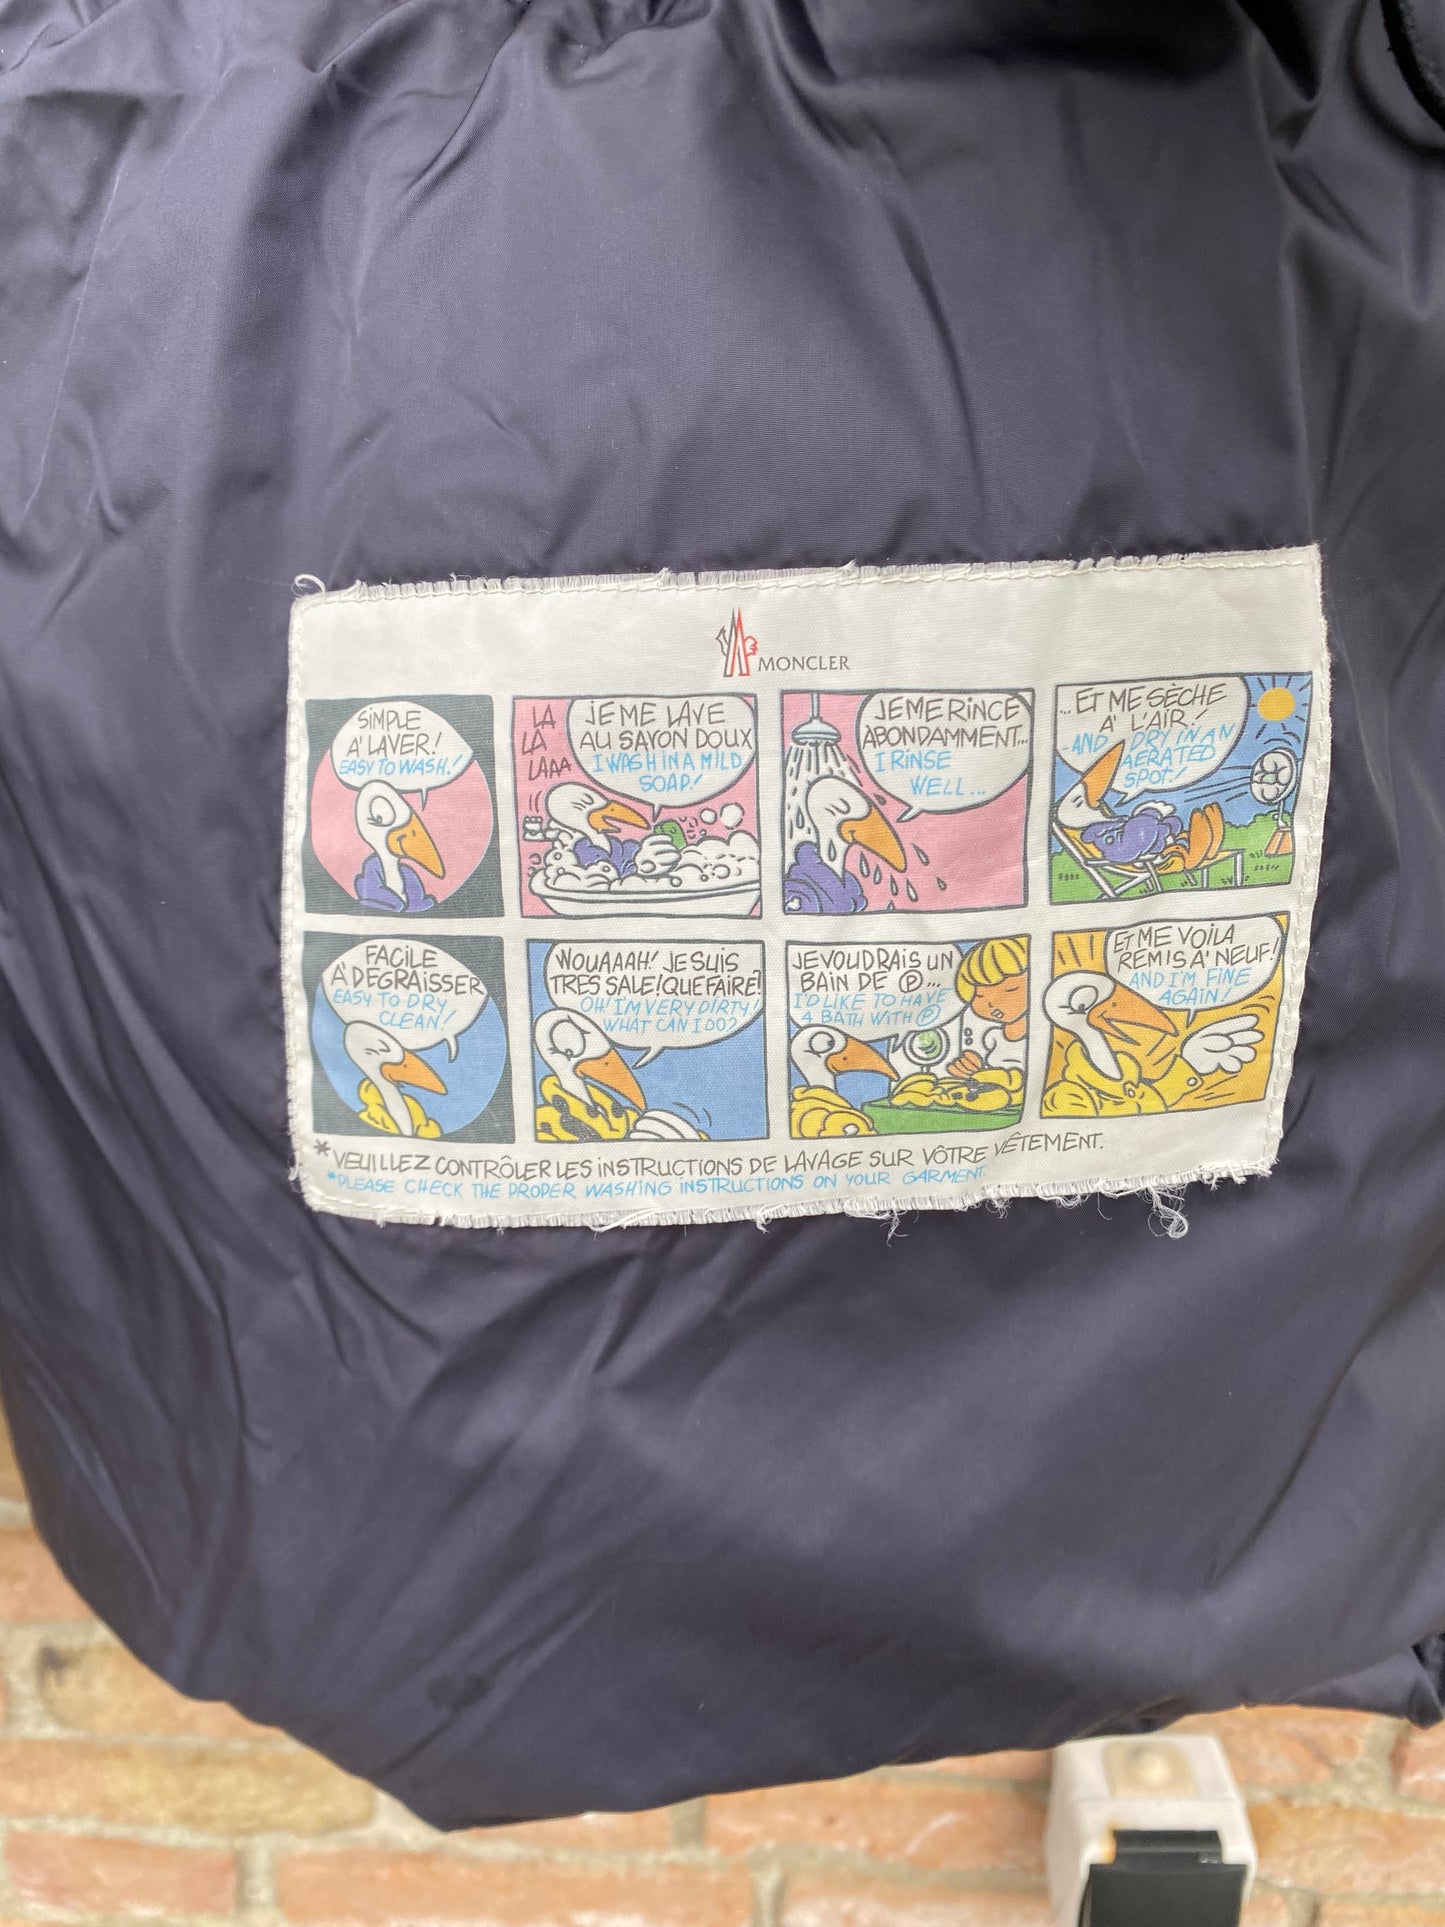 MONCLER
SIMPLE
A' LAVER!
EASY TO WASH!
LA
LA
LAAA
JE ME LAVE
AU SAVON DOUX
I WASH IN A MILD
SOAP!
JE ME RINCE
ABONDAMMENT...
I RINSE
WELL...
...ET ME SÈCHE
A' L'AIR!
-AND I DRY IN AN
AERATED
SPOT!
FACILE
A' DEGRAISSER
EASY TO DRY
CLEAN!
WOUAAAH! JE SUIS
TRES SALE! QUE FAIRE?
OH! I'M VERY DIRTY!
WHAT CAN I DO?
JE VOUDRAIS UN
BAIN DE Ⓟ...
I'D LIKE TO HAVE
A BATH WITH Ⓟ
ET ME VOILA
REMIS A' NEUF!
AND I'M FINE
AGAIN!
*VEUILLEZ CONTRÔLER LES INSTRUCTIONS DE LAVAGE SUR VÔTRE VÊTEMENT.
*PLEASE CHECK THE PROPER WASHING INSTRUCTIONS ON YOUR GARMENT.